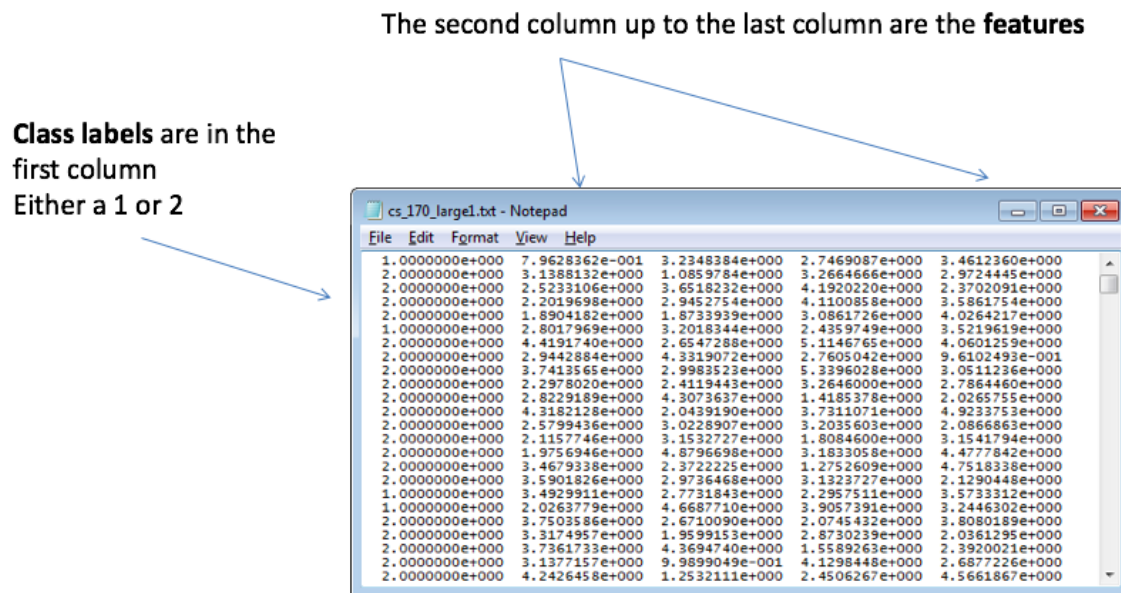 The second column up to the last column are the features
Class labels are in the
first column
Either a 1 or 2
cs_170_large1.txt - Notepad
File Edit Format View Help
1.0000000e+000 7.9628362e-001 3.2348384e+000 2.7469087e+000 3.4612360e+000
2.0000000e+000 3.1388132e+000 1.0859784e+000 3.2664666e+000 2.9724445e+000
2.0000000e+000 2.5233106e+000 3.6518232e+000 4.1920220e+000 2.3702091e+000
2.0000000e+000 2.2019698e+000 2.9452754e+000 4.1100858e+000 3.5861754e+000
2.0000000e+000 1.8904182e+000 1.8733939e+000 3.0861726e+000 4.0264217e+000
1.0000000e+000 2.8017969e+000 3.2018344e+000 2.4359749e+000 3.5219619e+000
2.0000000e+000 4.4191740e+000 2.6547288e+000 5.1146765e+000 4.0601259e+000
2.0000000e+000 2.9442884e+000 4.3319072e+000 2.7605042e+000 9.6102493e-001
2.0000000e+000 3.7413565e+000 2.9983523e+000 5.3396028e+000 3.0511236e+000
2.0000000e+000 2.2978020e+000 2.4119443e+000 3.2646000e+000 2.7864460e+000
2.0000000e+000 2.8229189e+000 4.3073637e+000 1.4185378e+000 2.0265755e+000
2.0000000e+000 4.3182128e+000 2.0439190e+000 3.7311071e+000 4.9233753e+000
2.0000000e+000 2.5799436e+000 3.0228907e+000 3.2035603e+000 2.0866863e+000
2.0000000e+000 2.1157746e+000 3.1532727e+000 1.8084600e+000 3.1541794e+000
2.0000000e+000 1.9756946e+000 4.8796698e+000 3.1833058e+000 4.4777842e+000
2.0000000e+000 3.4679338e+000 2.3722225e+000 1.2752609e+000 4.7518338e+000
2.0000000e+000 3.5901826e+000 2.9736468e+000 3.1323727e+000 2.1290448e+000
1.0000000e+000 3.4929911e+000 2.7731843e+000 2.2957511e+000 3.5733312e+000
1.0000000e+000 2.0263779e+000 4.6687710e+000 3.9057391e+000 3.2446302e+000
2.0000000e+000 3.7503586e+000 2.6710090e+000 2.0745432e+000 3.8080189e+000
2.0000000e+000 3.3174957e+000 1.9599153e+000 2.8730239e+000 2.0361295e+000
2.0000000e+000 3.7361733e+000 4.3694740e+000 1.5589263e+000 2.3920021e+000
2.0000000e+000 3.1377157e+000 9.9899049e-001 4.1298448e+000 2.6877226e+000
2.0000000e+000 4.2426458e+000 1.2532111e+000 2.4506267e+000 4.5661867e+000